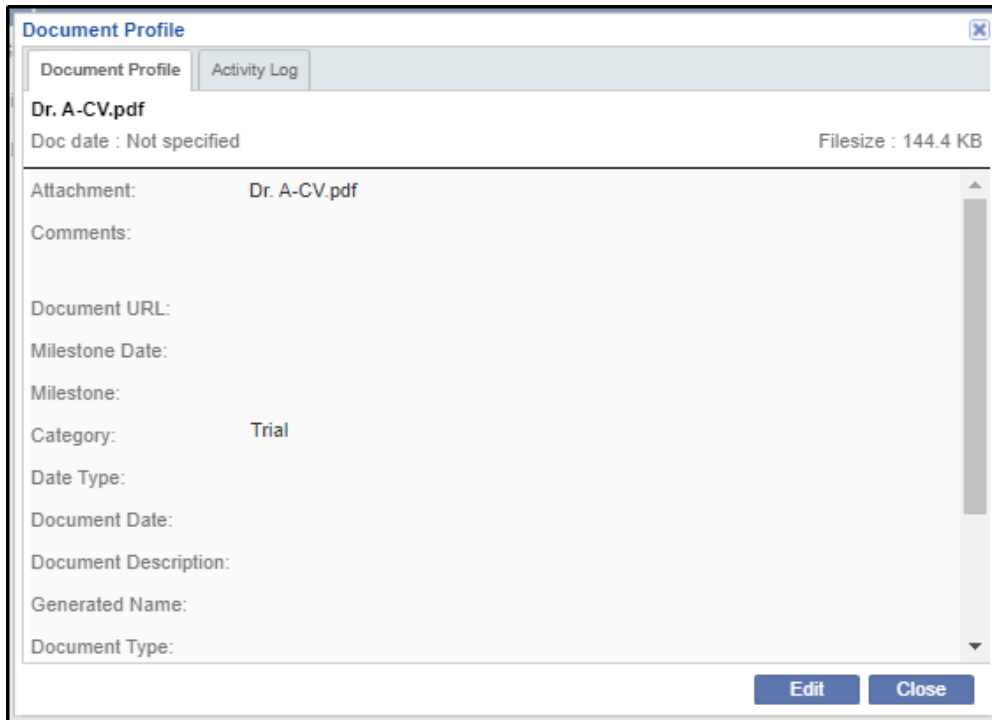 Document Profile
Document Profile Activity Log
Dr. A-CV.pdf
Doc date : Not specified Filesize : 144.4 KB
Attachment: Dr. A-CV.pdf
Comments:
Document URL:
Milestone Date:
Milestone:
Category: Trial
Date Type:
Document Date:
Document Description:
Generated Name:
Document Type:
Edit Close